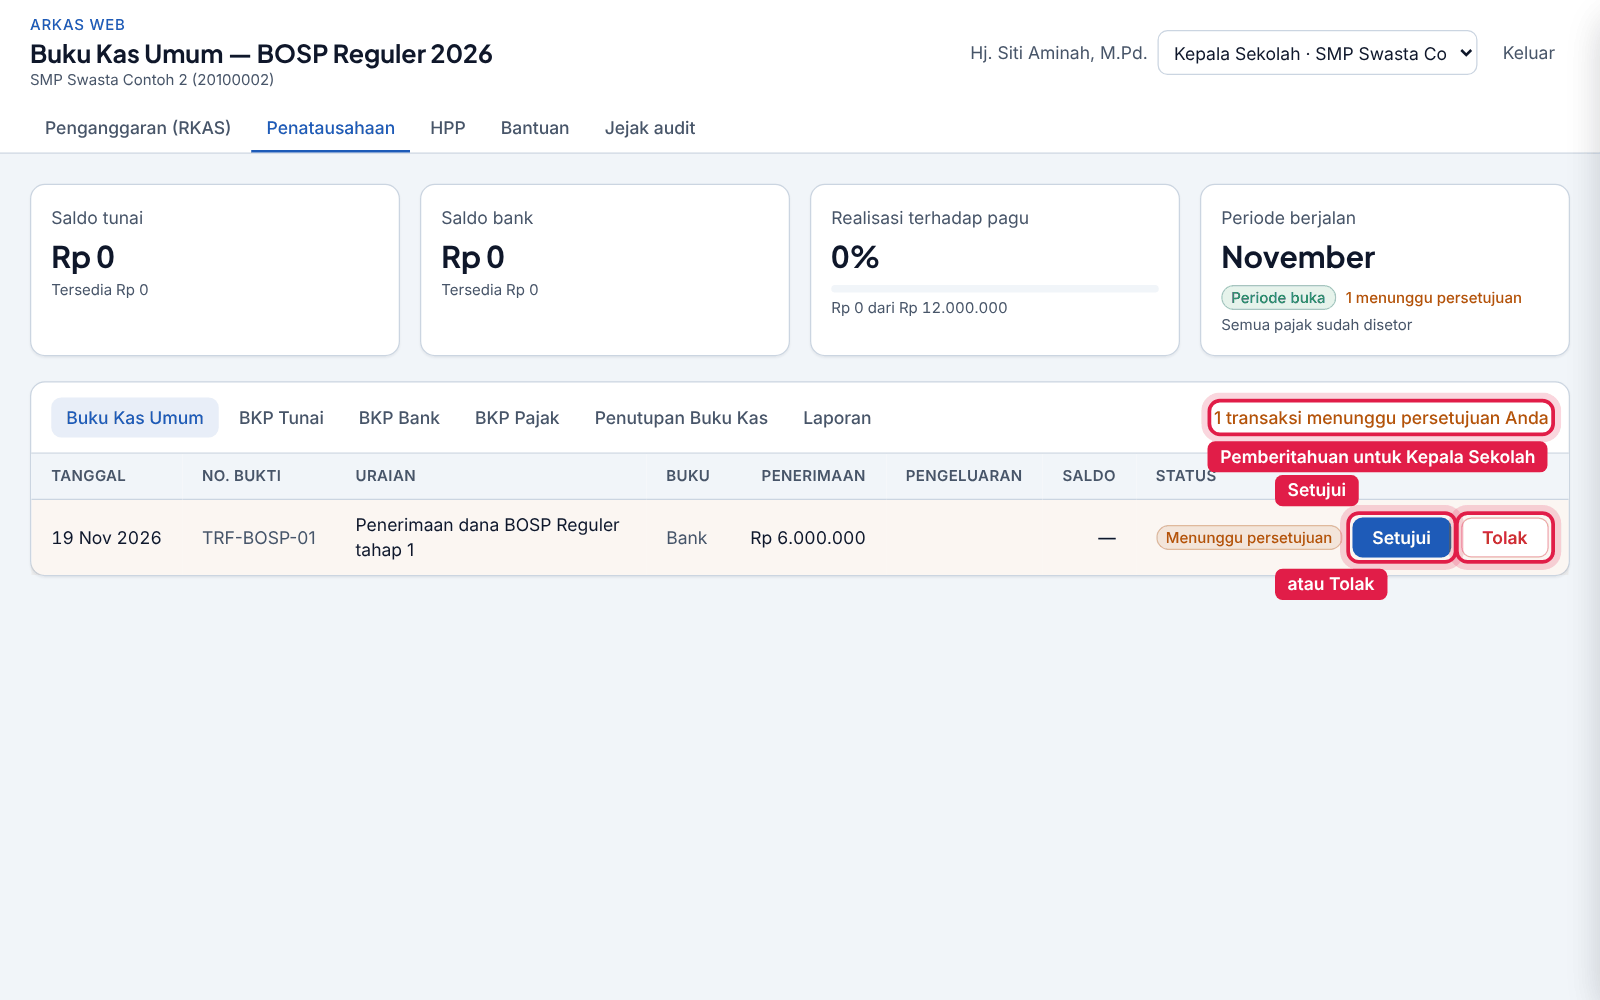 ARKAS WEB
Buku Kas Umum — BOSP Reguler 2026
SMP Swasta Contoh 2 (20100002)
Hj. Siti Aminah, M.Pd.
Kepala Sekolah · SMP Swasta Co
Keluar
Penganggaran (RKAS)
Penatausahaan
HPP
Bantuan
Jejak audit
Saldo tunai
Rp 0
Tersedia Rp 0
Saldo bank
Rp 0
Tersedia Rp 0
Realisasi terhadap pagu
0%
Rp 0 dari Rp 12.000.000
Periode berjalan
November
Periode buka
1 menunggu persetujuan
Semua pajak sudah disetor
Buku Kas Umum
BKP Tunai
BKP Bank
BKP Pajak
Penutupan Buku Kas
Laporan
1 transaksi menunggu persetujuan Anda
Pemberitahuan untuk Kepala Sekolah
TANGGAL
NO. BUKTI
URAIAN
BUKU
PENERIMAAN
PENGELUARAN
SALDO
STATUS
Setujui
19 Nov 2026
TRF-BOSP-01
Penerimaan dana BOSP Reguler
tahap 1
Bank
Rp 6.000.000
—
Menunggu persetujuan
Setujui
Tolak
atau Tolak